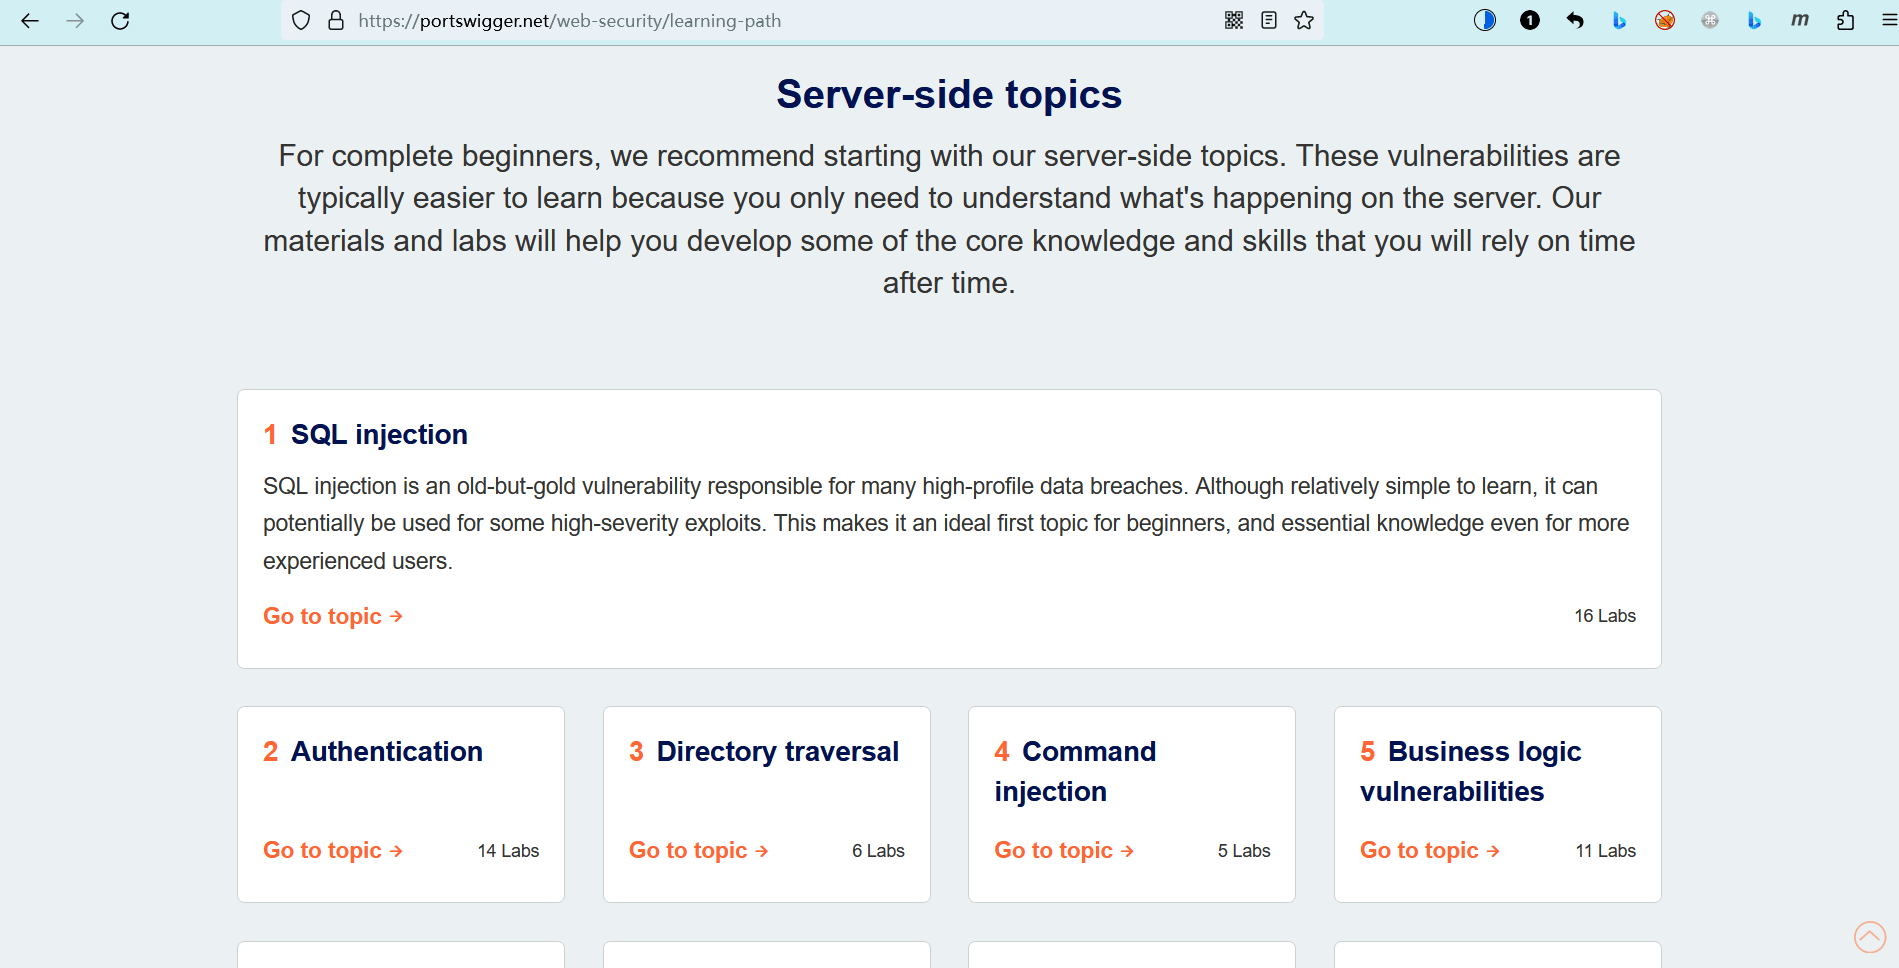 https://portswigger.net/web-security/learning-path
1
m
Server-side topics
For complete beginners, we recommend starting with our server-side topics. These vulnerabilities are
typically easier to learn because you only need to understand what's happening on the server. Our
materials and labs will help you develop some of the core knowledge and skills that you will rely on time
after time.
1 SQL injection
SQL injection is an old-but-gold vulnerability responsible for many high-profile data breaches. Although relatively simple to learn, it can
potentially be used for some high-severity exploits. This makes it an ideal first topic for beginners, and essential knowledge even for more
experienced users.
Go to topic →
16 Labs
2 Authentication
Go to topic →
14 Labs
3 Directory traversal
Go to topic →
6 Labs
4 Command
injection
Go to topic →
5 Labs
5 Business logic
vulnerabilities
Go to topic →
11 Labs